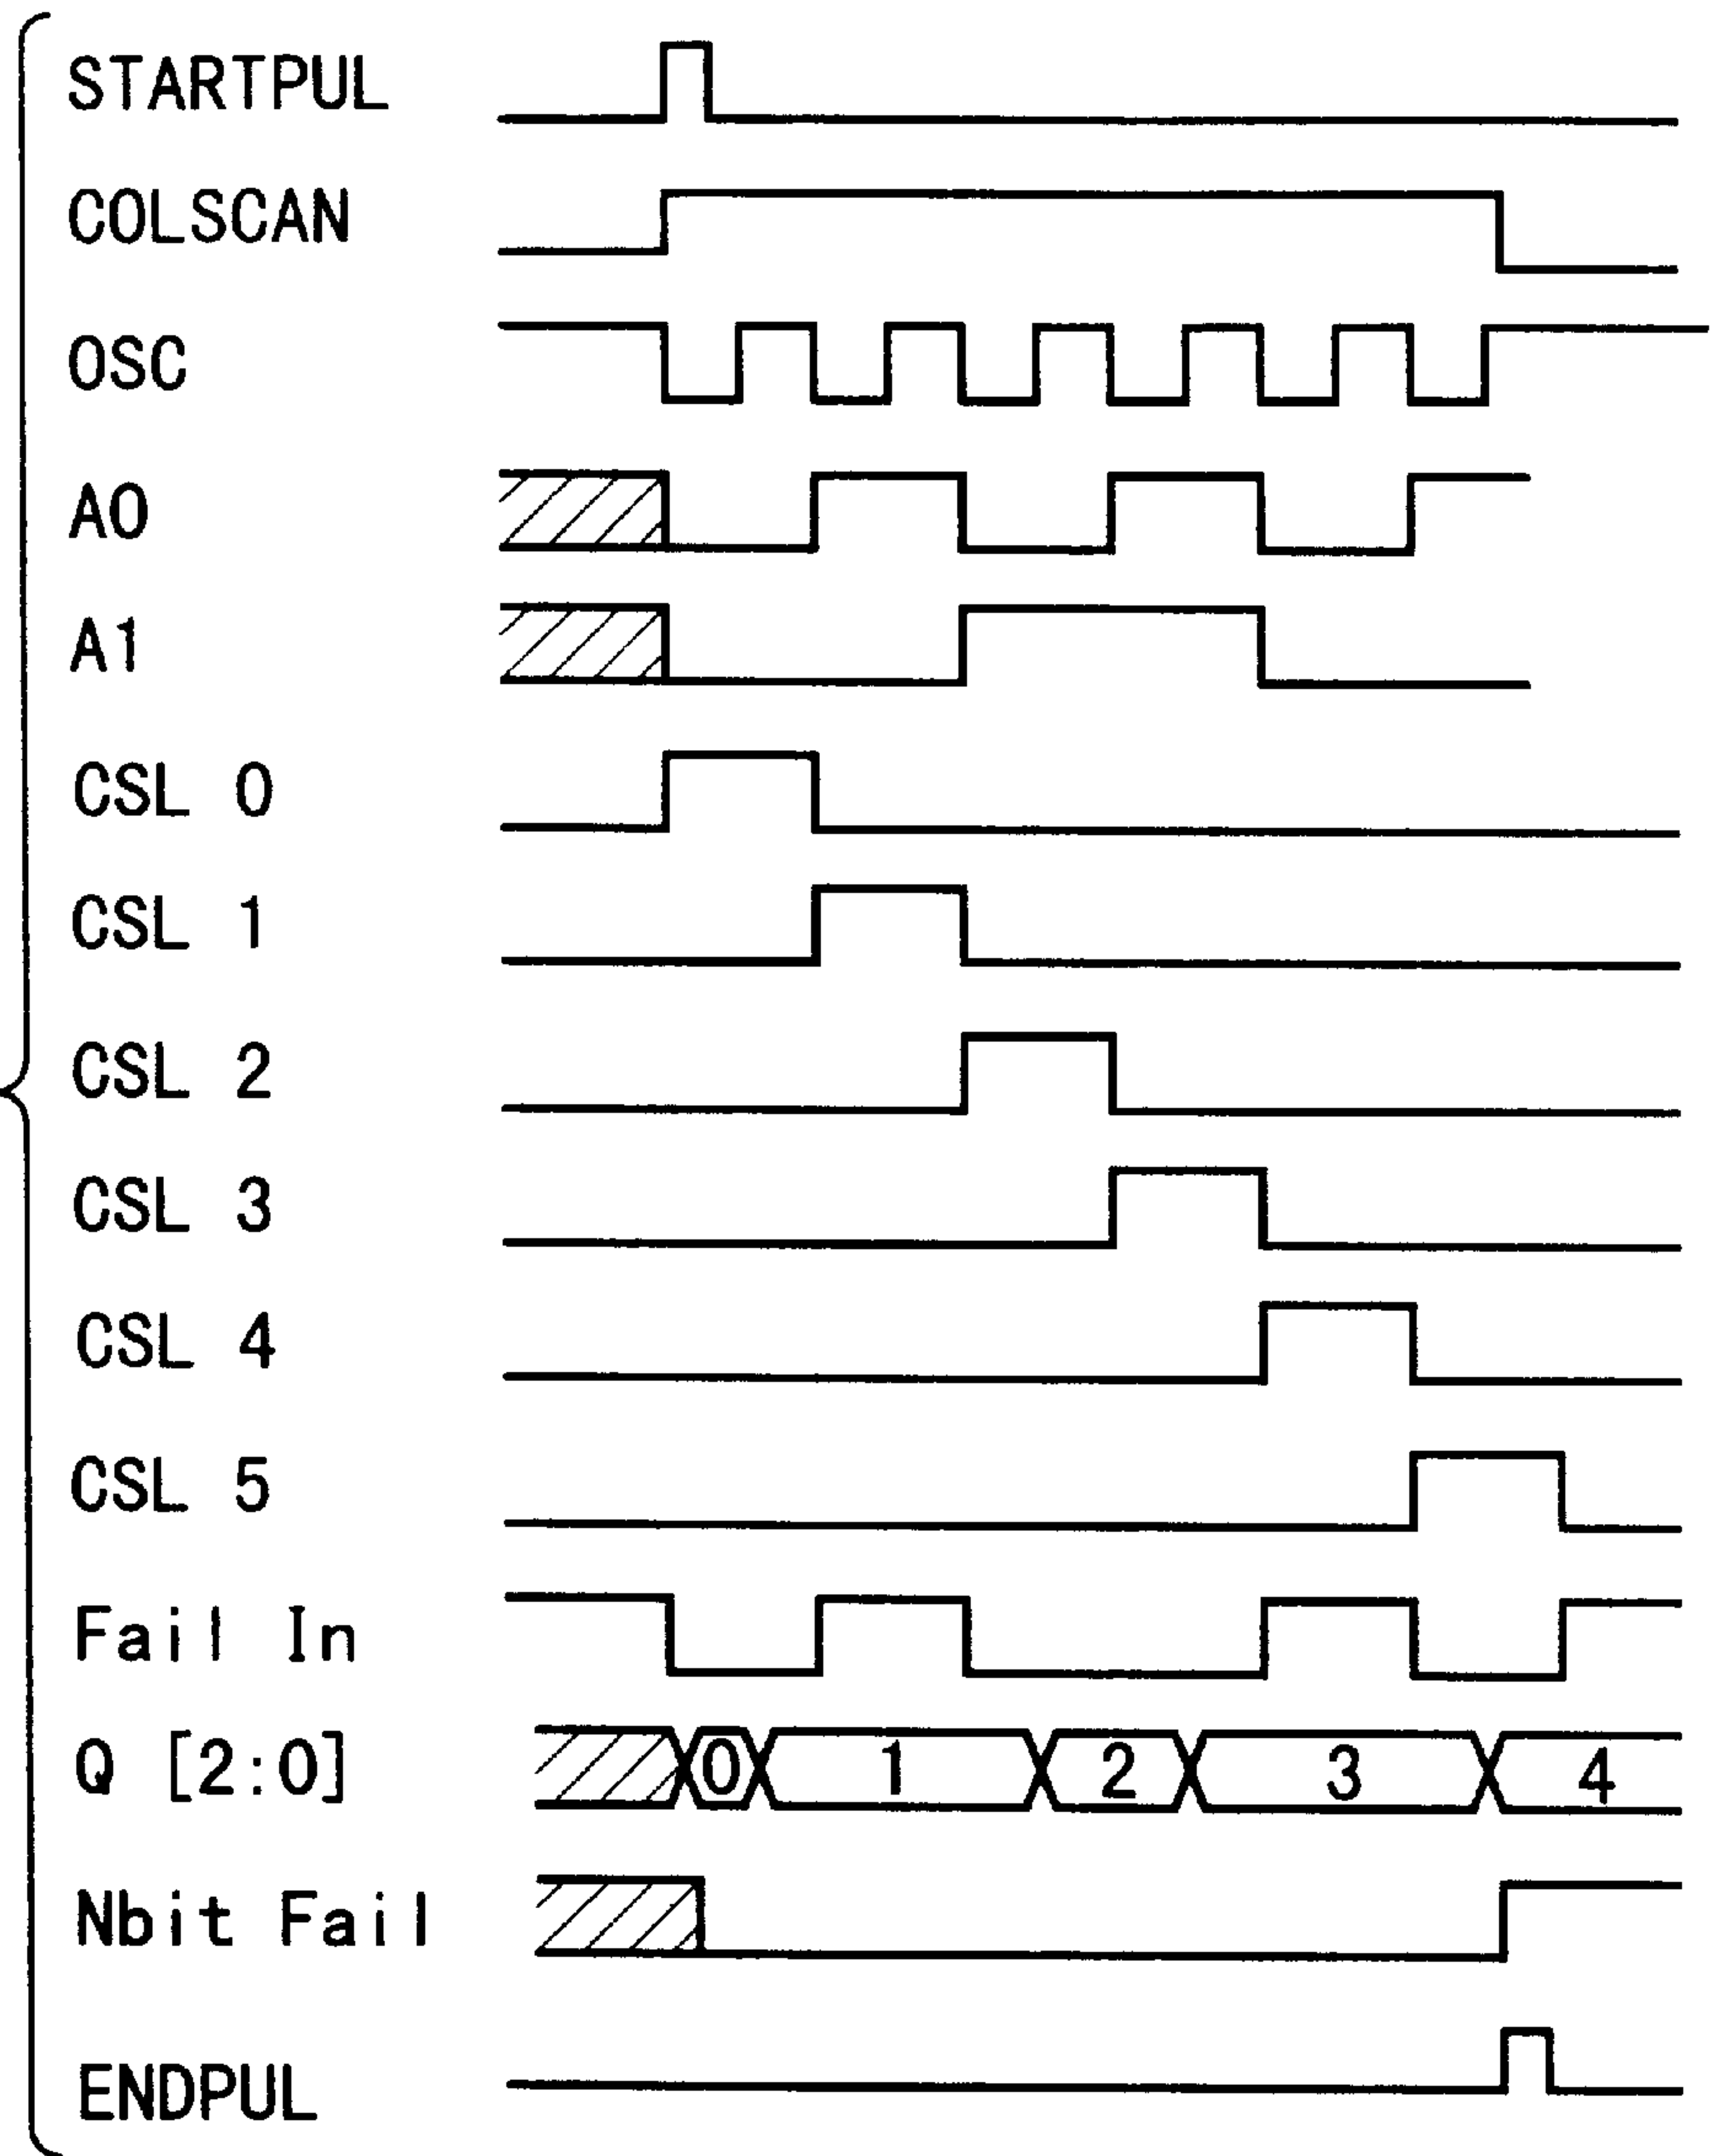 STARTPUL
COLSCAN
OSC
A0
A1
CSL 0
CSL 1
CSL 2
CSL 3
CSL 4
CSL 5
Fail In
Q [2:0] 0 1 2 3 4
Nbit Fail
ENDPUL